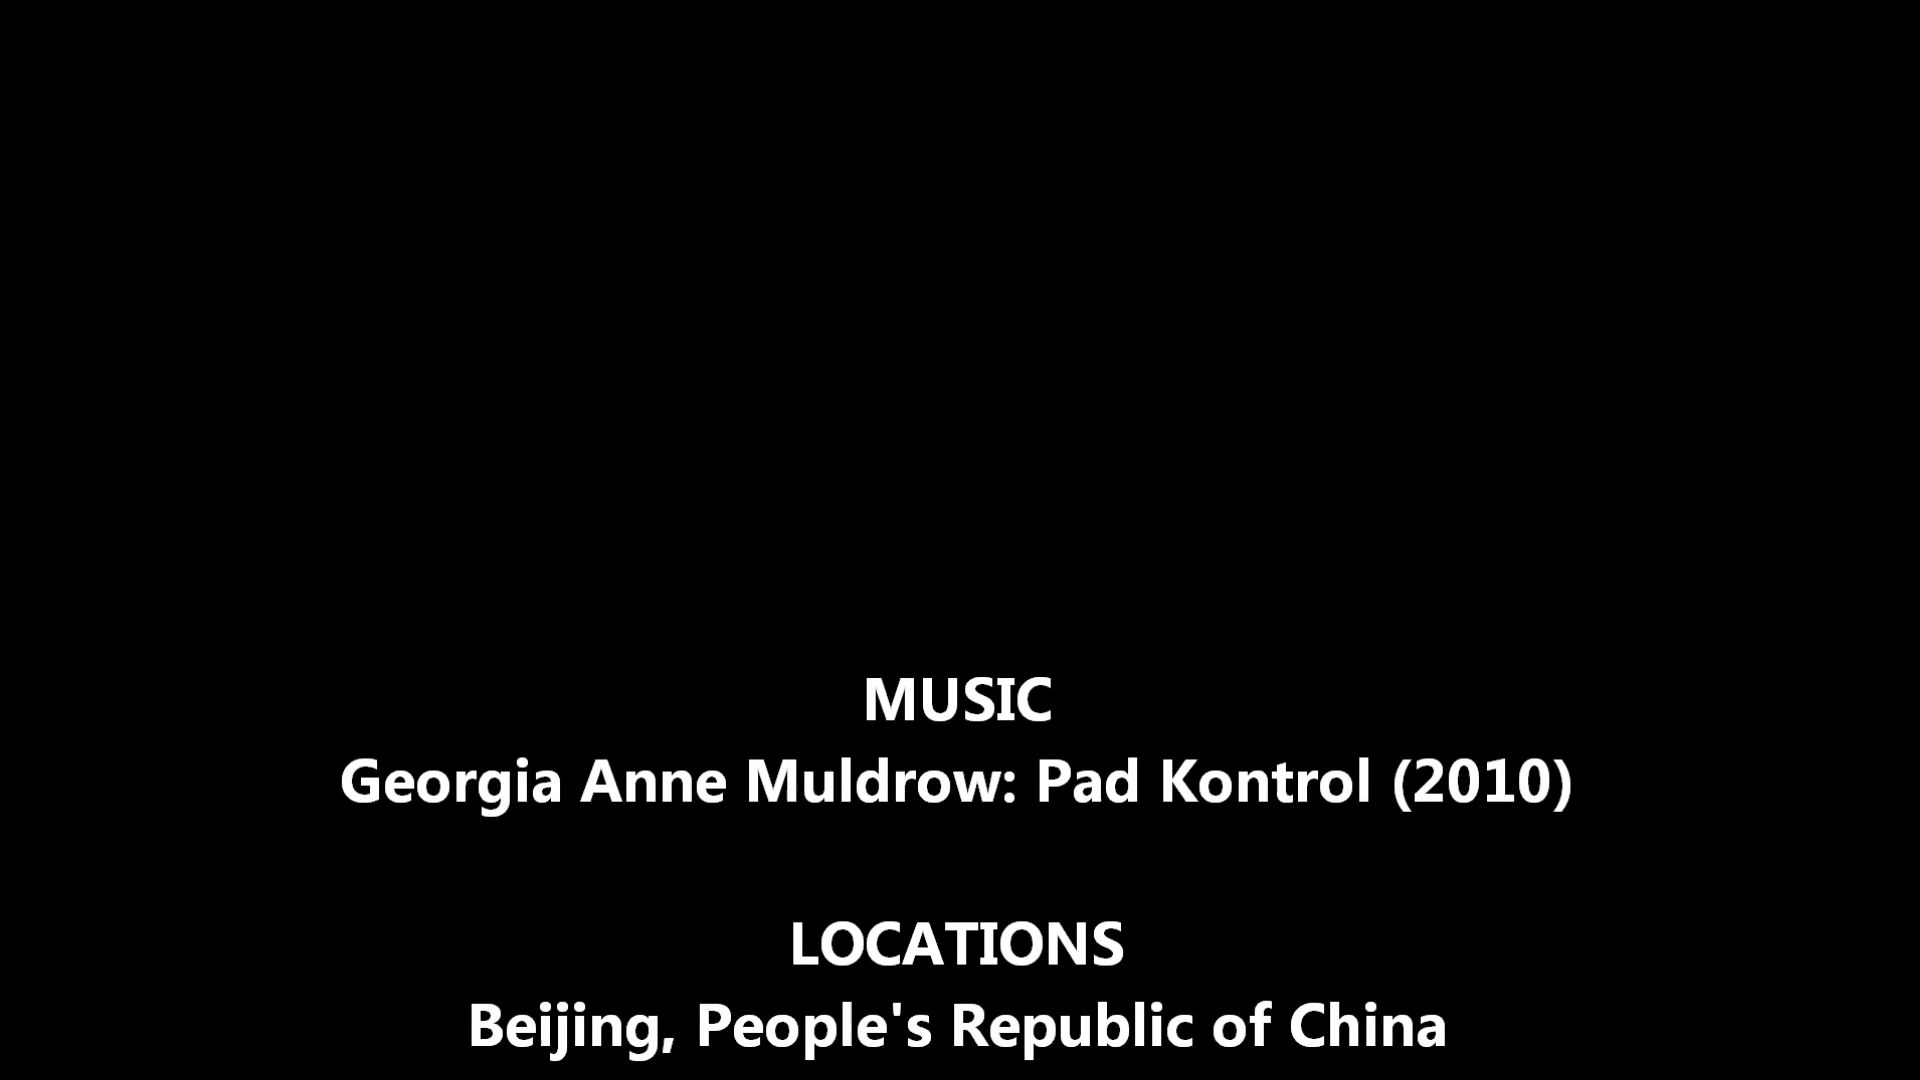 MUSIC
Georgia Anne Muldrow: Pad Kontrol (2010)
LOCATIONS
Beijing, People's Republic of China